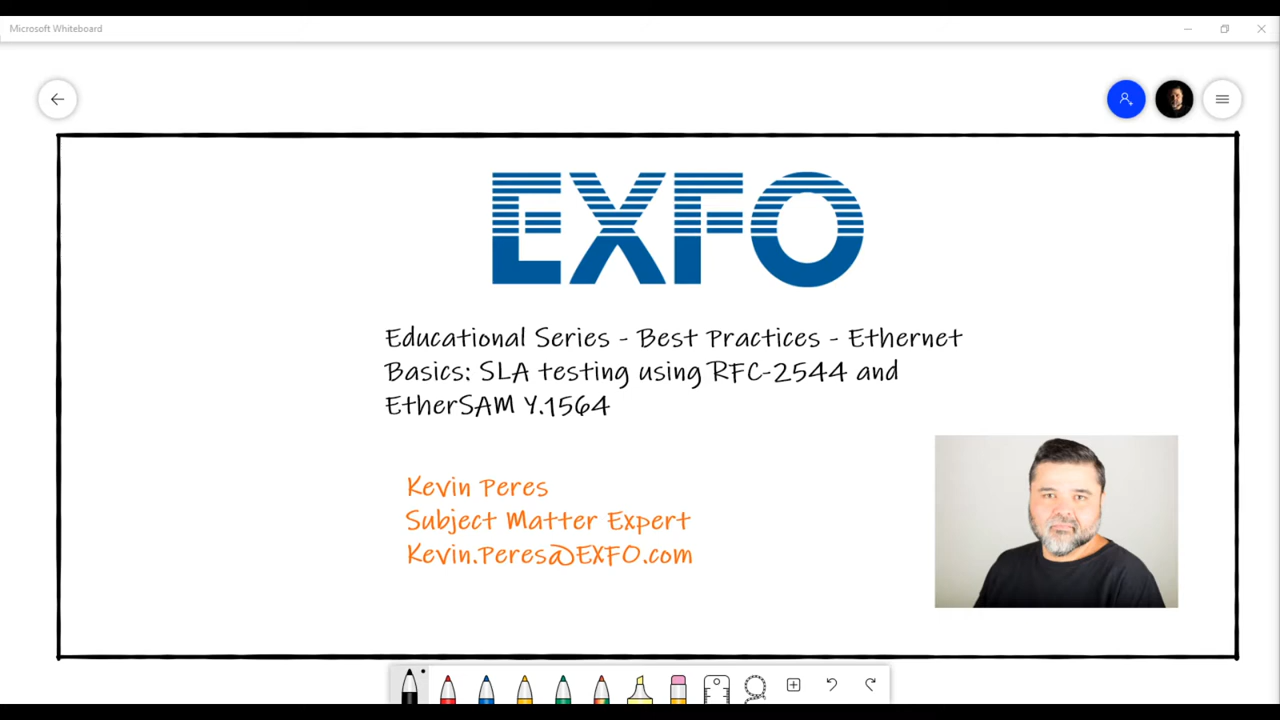 Microsoft Whiteboard
EXFO
Educational Series - Best Practices - Ethernet
Basics: SLA testing using RFC-2544 and
EtherSAM Y.1564
Kevin Peres
Subject Matter Expert
Kevin.Peres@EXFO.com